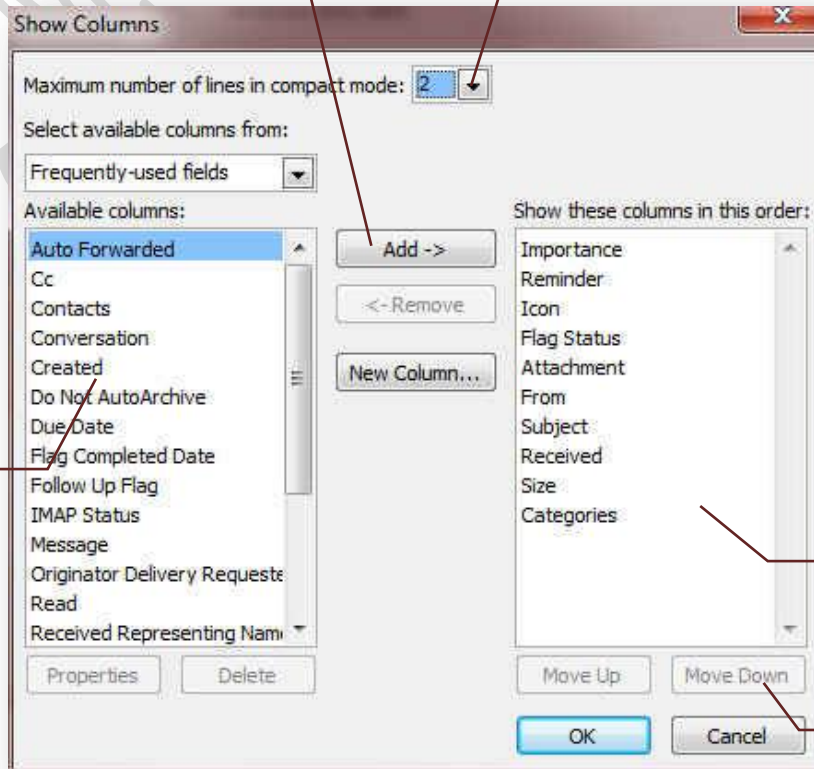 Show Columns
Maximum number of lines in compact mode: 2
Select available columns from:
Frequently-used fields
Available columns:
Auto Forwarded
Cc
Contacts
Conversation
Created
Do Not AutoArchive
Due Date
Flag Completed Date
Follow Up Flag
IMAP Status
Message
Originator Delivery Requeste
Read
Received Representing Nam
Properties
Delete
Add ->
<- Remove
New Column...
Show these columns in this order:
Importance
Reminder
Icon
Flag Status
Attachment
From
Subject
Received
Size
Categories
Move Up
Move Down
OK
Cancel